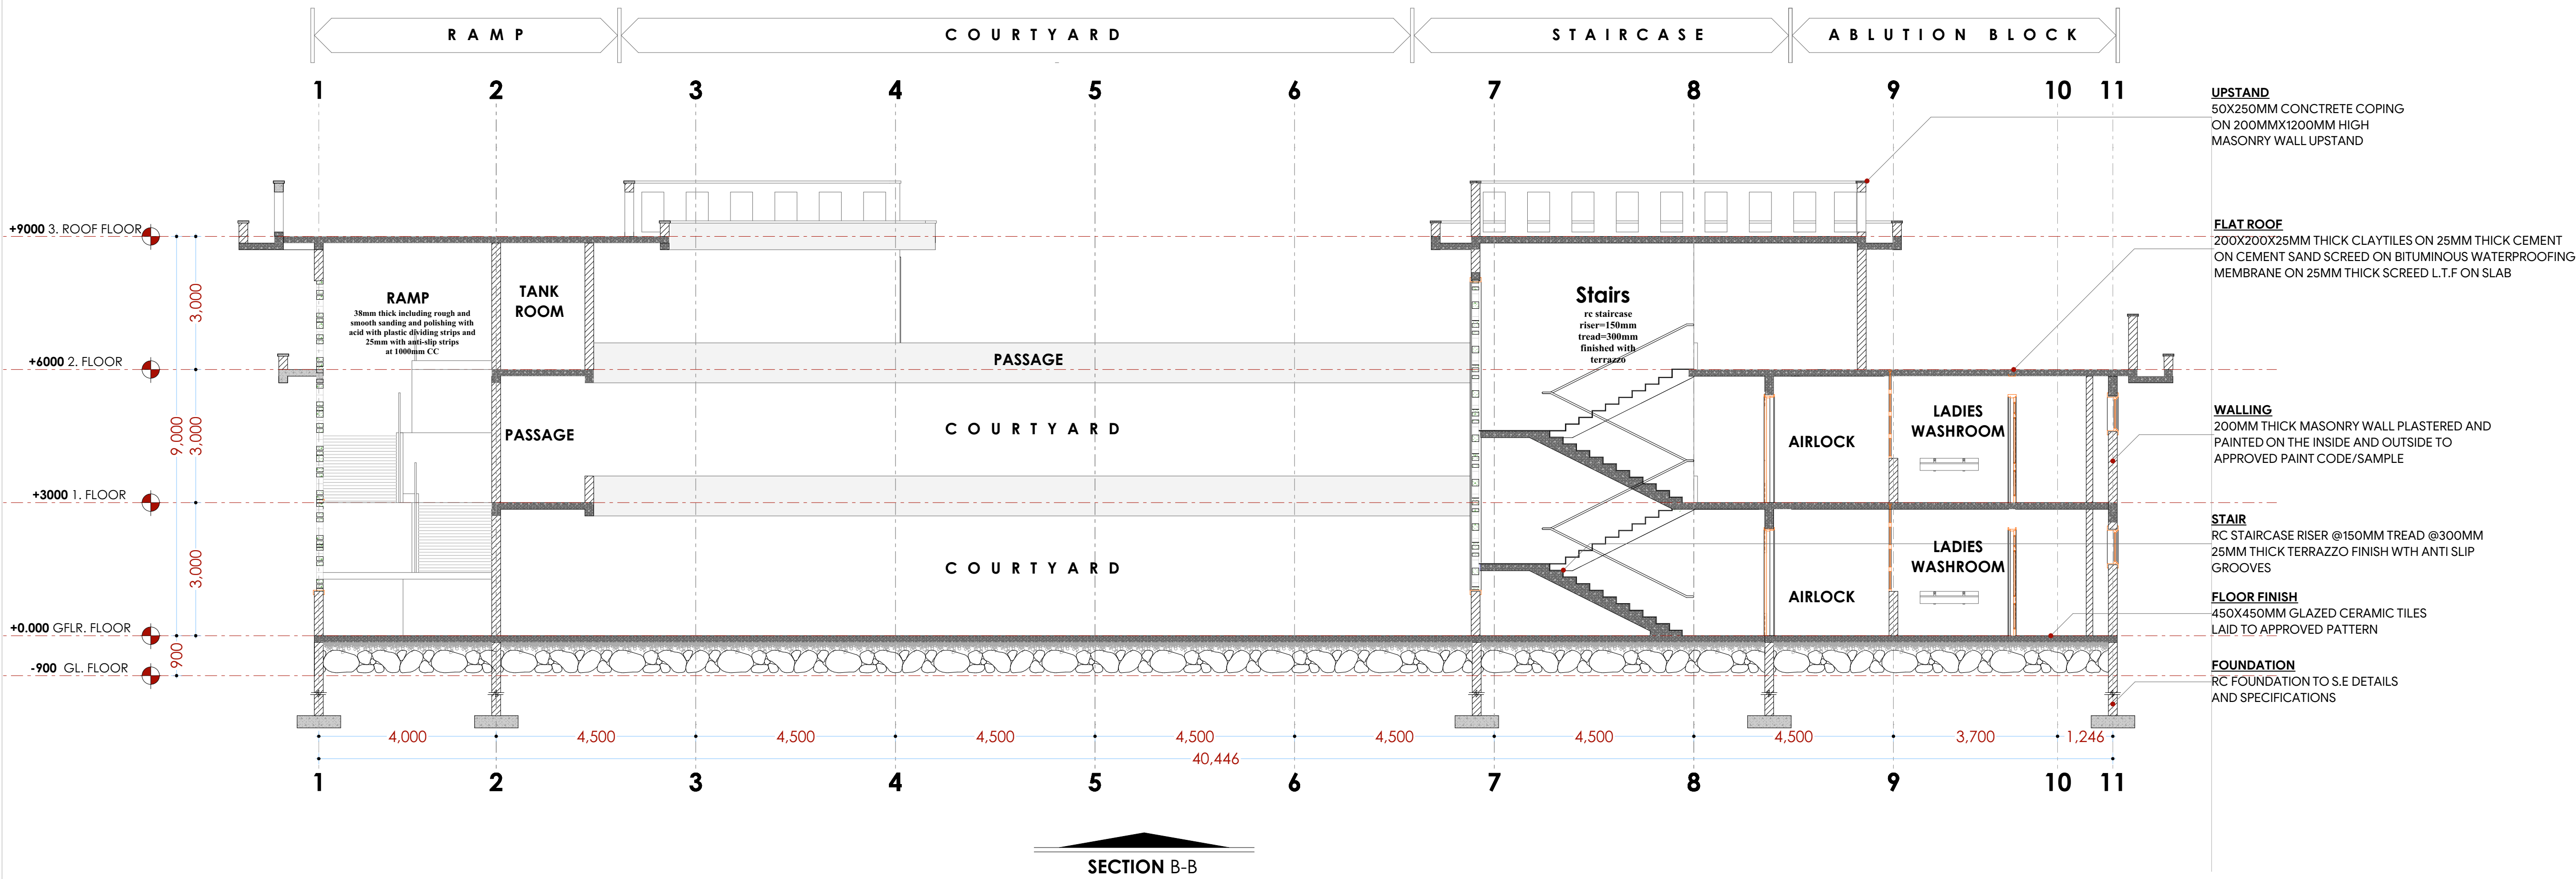 RAMP
COURTYARD
STAIRCASE
ABLUTION BLOCK
1 2 3 4 5 6 7 8 9 10 11
UPSTAND
50X250MM CONCTRETE COPING
ON 200MMX1200MM HIGH
MASONRY WALL UPSTAND
+9000 3. ROOF FLOOR
FLAT ROOF
200X200X25MM THICK CLAYTILES ON 25MM THICK CEMENT
ON CEMENT SAND SCREED ON BITUMINOUS WATERPROOFING
MEMBRANE ON 25MM THICK SCREED L.T.F ON SLAB
RAMP
38mm thick including rough and
smooth sanding and polishing with
acid with plastic dividing strips and
25mm with anti-slip strips
at 1000mm CC
TANK
ROOM
Stairs
rc staircase
riser=150mm
tread=300mm
finished with
terrazzo
3,000
+6000 2. FLOOR
PASSAGE
WALLING
200MM THICK MASONRY WALL PLASTERED AND
PAINTED ON THE INSIDE AND OUTSIDE TO
APPROVED PAINT CODE/SAMPLE
9,000
3,000
PASSAGE
COURTYARD
AIRLOCK
LADIES
WASHROOM
+3000 1. FLOOR
STAIR
RC STAIRCASE RISER @150MM TREAD @300MM
25MM THICK TERRAZZO FINISH WTH ANTI SLIP
GROOVES
3,000
COURTYARD
AIRLOCK
LADIES
WASHROOM
FLOOR FINISH
450X450MM GLAZED CERAMIC TILES
LAID TO APPROVED PATTERN
+0.000 GFLR. FLOOR
900
-900 GL. FLOOR
FOUNDATION
RC FOUNDATION TO S.E DETAILS
AND SPECIFICATIONS
4,000 4,500 4,500 4,500 4,500 4,500 4,500 4,500 3,700 1,246
40,446
1 2 3 4 5 6 7 8 9 10 11
SECTION B-B